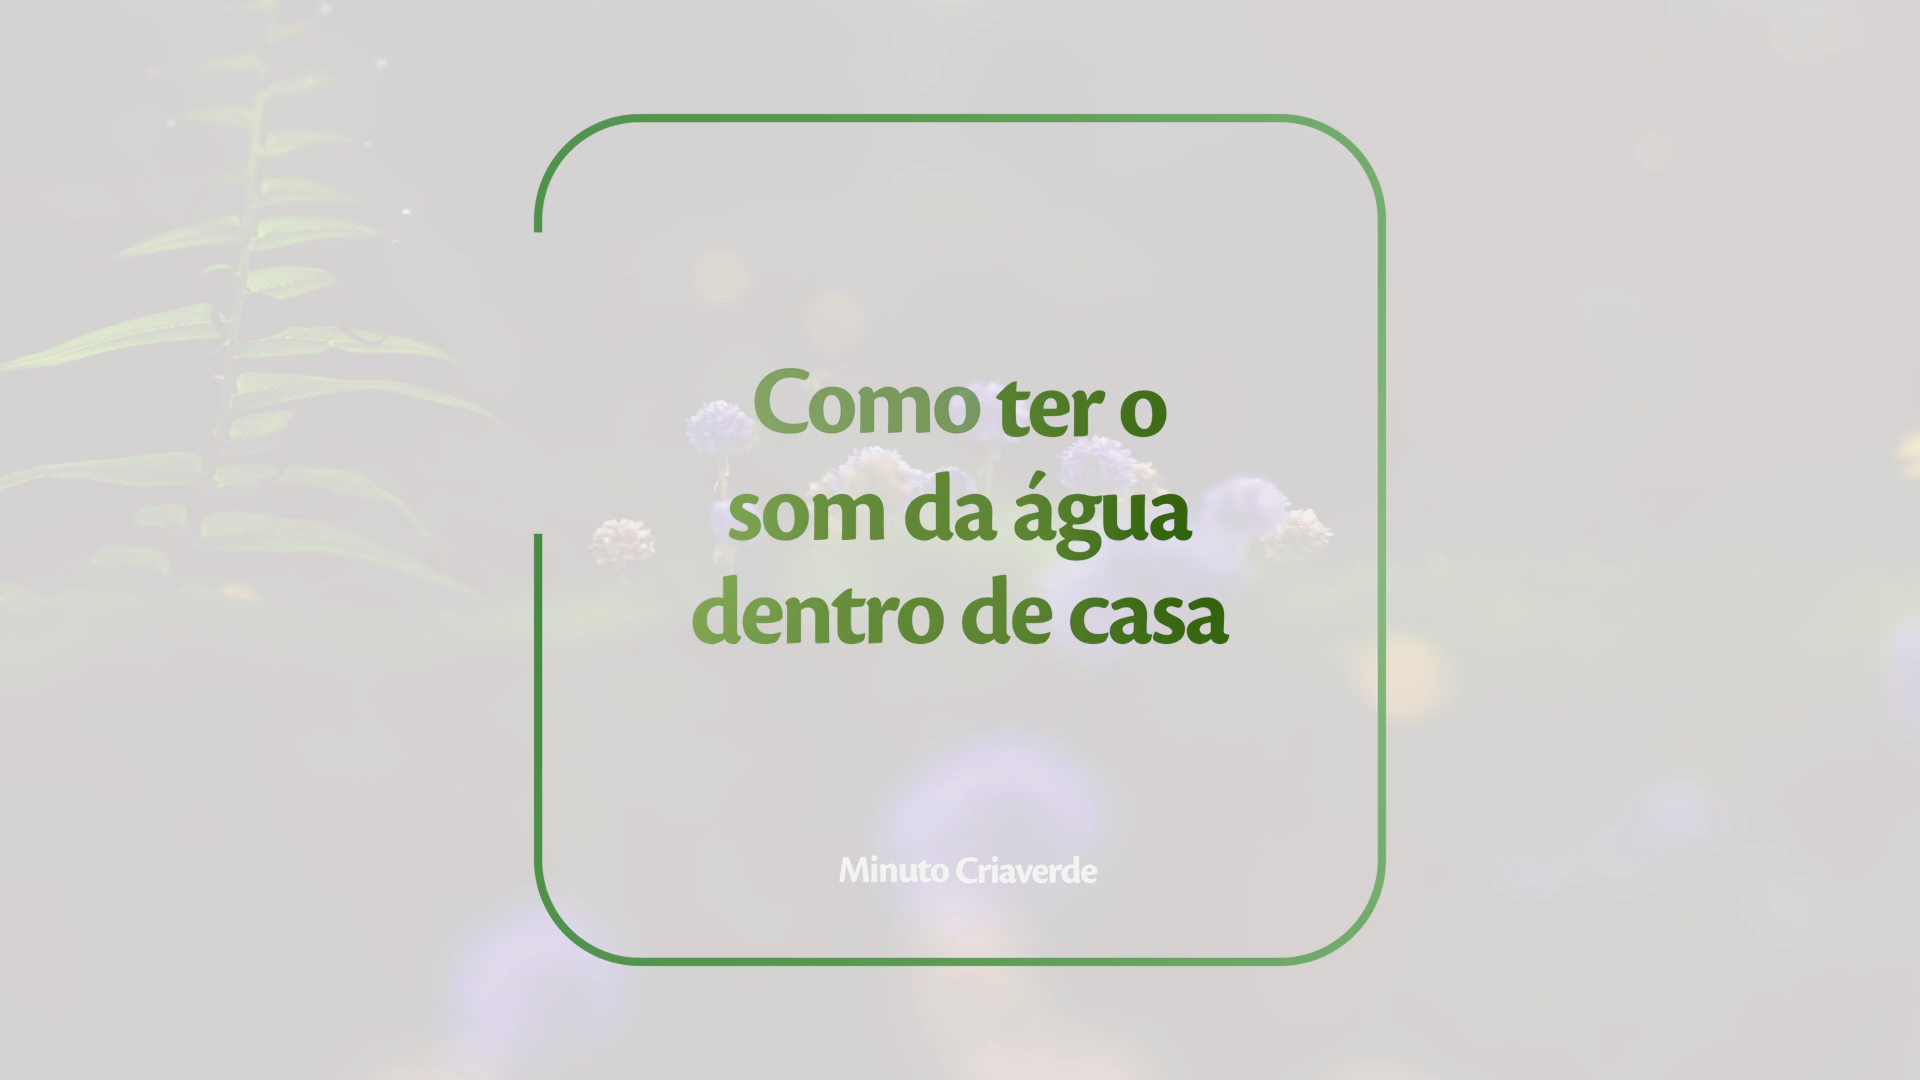 Como ter o
som da água
dentro de casa
Minuto Criaverde